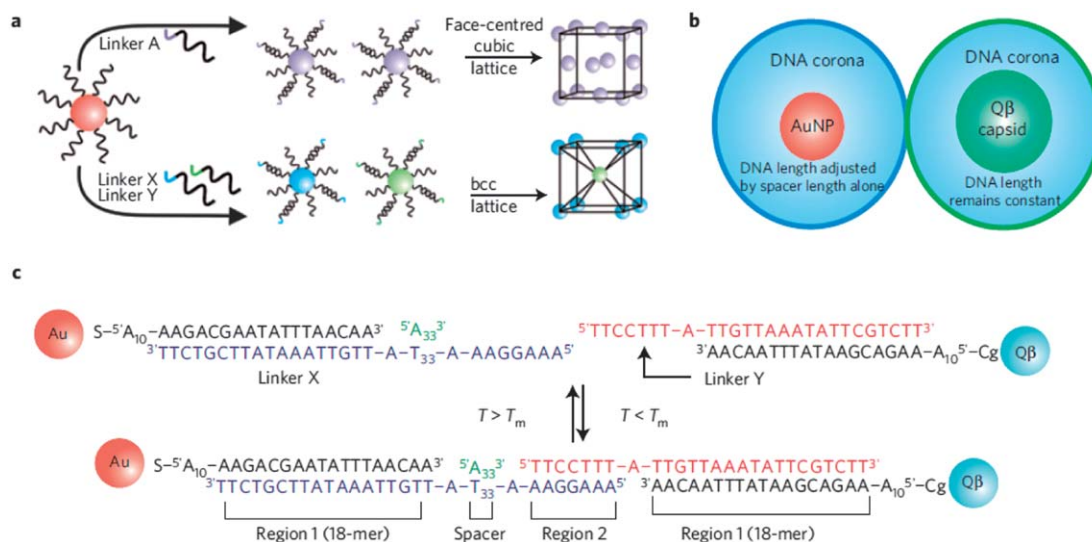 a
Linker A
Face-centred
cubic
lattice
Linker X
Linker Y
bcc
lattice
b
DNA corona
AuNP
DNA length adjusted
by spacer length alone
DNA corona
Qβ
capsid
DNA length
remains constant
c
Au
S–5'A10–AAGACGAATATTTAACAA3'
5'A333'
3'TTCTGCTTATAAATTGTT–A–T33–A–AAGGAAA5'
Linker X
5'TTCCTTT–A–TTGTTAAATATTCGTCTT3'
3'AACAATTTATAAGCAGAA–A105'–Cg
Qβ
Linker Y
T > Tm
T < Tm
Au
S–5'A10–AAGACGAATATTTAACAA3'
5'A333'
5'TTCCTTT–A–TTGTTAAATATTCGTCTT3'
3'TTCTGCTTATAAATTGTT–A–T33–A–AAGGAAA5'
3'AACAATTTATAAGCAGAA–A105'–Cg
Qβ
Region 1 (18-mer)
Spacer
Region 2
Region 1 (18-mer)